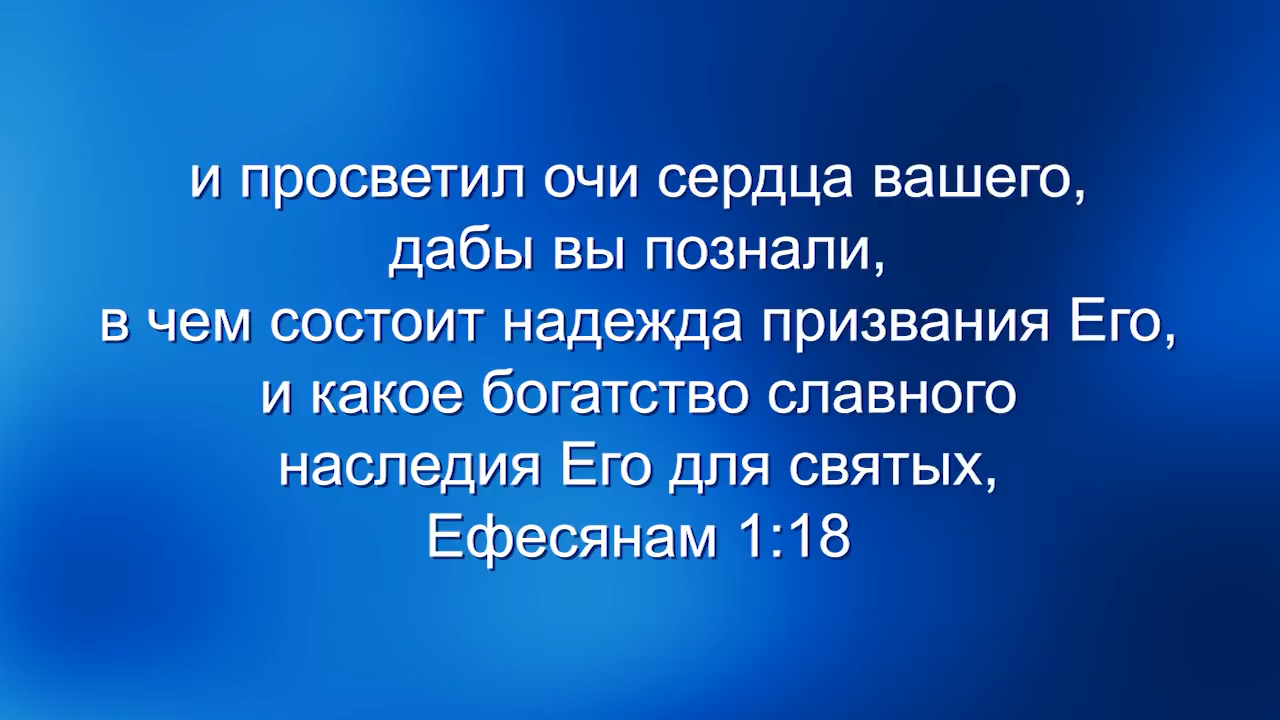 и просветил очи сердца вашего,
дабы вы познали,
в чем состоит надежда призвания Его,
и какое богатство славного
наследия Его для святых,
Ефесянам 1:18